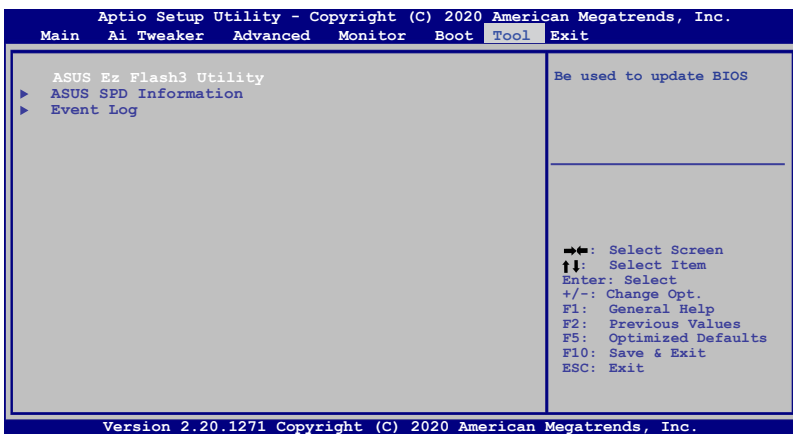 Aptio Setup Utility - Copyright (C) 2020 American Megatrends, Inc.
Main Ai Tweaker Advanced Monitor Boot Tool Exit
ASUS Ez Flash3 Utility
▶ ASUS SPD Information
▶ Event Log
Be used to update BIOS
→←: Select Screen
↑↓: Select Item
Enter: Select
+/-: Change Opt.
F1: General Help
F2: Previous Values
F5: Optimized Defaults
F10: Save & Exit
ESC: Exit
Version 2.20.1271 Copyright (C) 2020 American Megatrends, Inc.